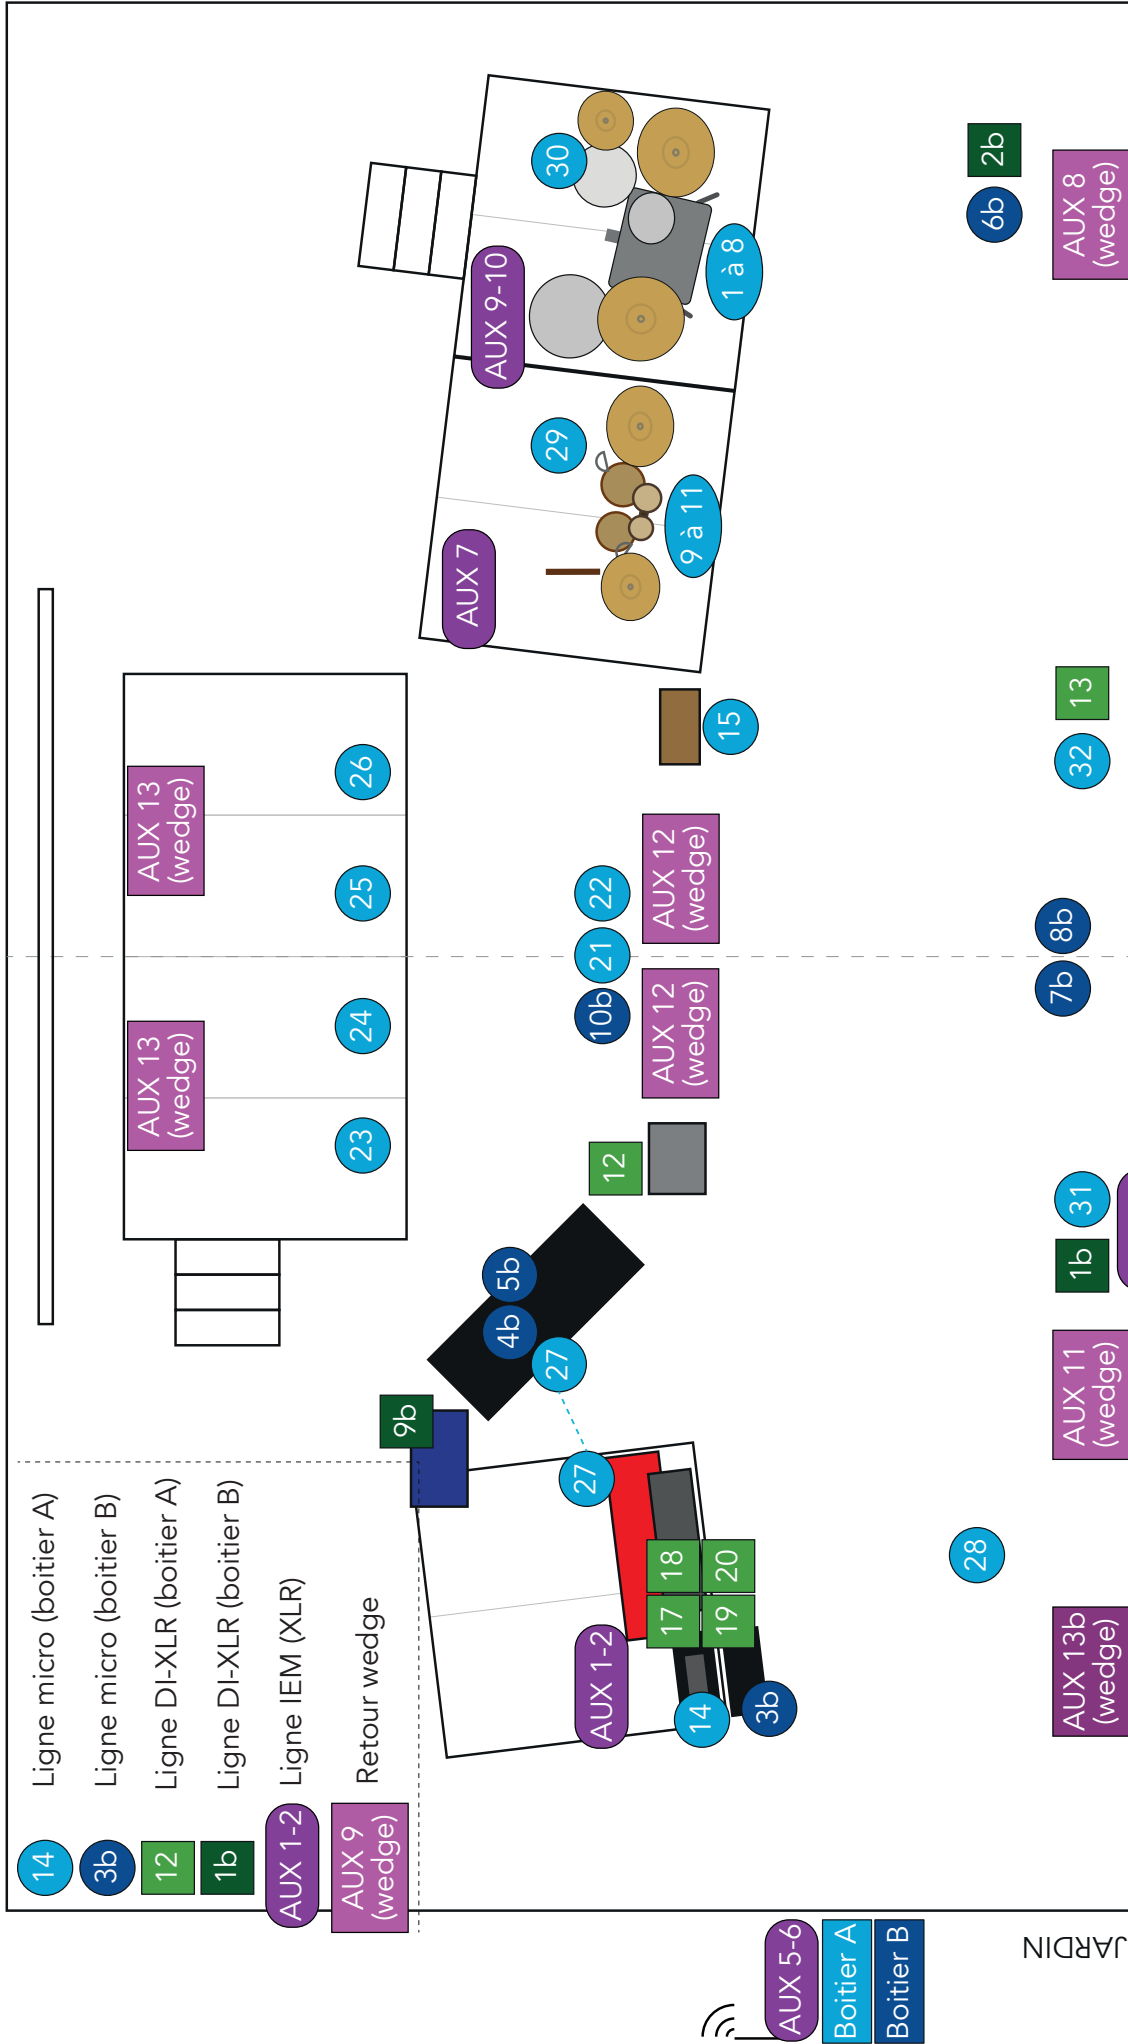 14 Ligne micro (boitier A)
3b Ligne micro (boitier B)
12 Ligne DI-XLR (boitier A)
1b Ligne DI-XLR (boitier B)
AUX 1-2 Ligne IEM (XLR)
AUX 9
(wedge)
Retour wedge
AUX 13
(wedge)
AUX 13
(wedge)
23
24
25
26
9b
4b
5b
27
27
12
10b
21
22
AUX 12
(wedge)
AUX 12
(wedge)
15
AUX 7
29
9 à 11
AUX 9-10
30
1 à 8
AUX 1-2
17
18
19
20
14
3b
28
6b
2b
AUX 13b
(wedge)
AUX 11
(wedge)
1b
31
7b
8b
32
13
AUX 8
(wedge)
AUX 5-6
Boitier A
Boitier B
JARDIN